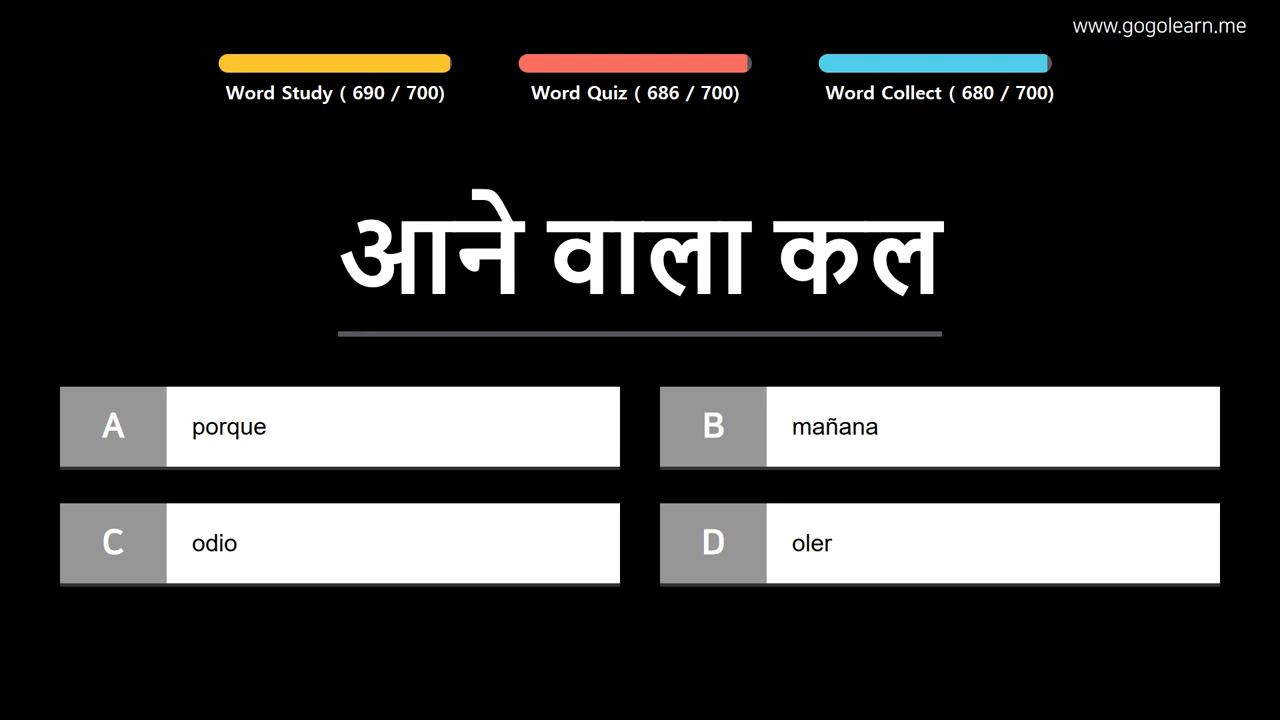 www.gogolearn.me
Word Study ( 690 / 700)
Word Quiz ( 686 / 700)
Word Collect ( 680 / 700)
आने वाला कल
A porque
B mañana
C odio
D oler